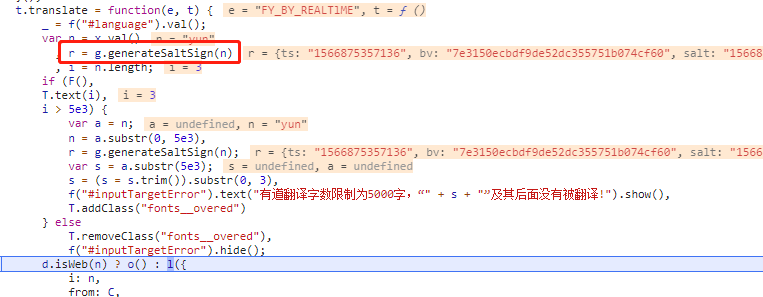 t.translate = function(e, t) {  e = "FY_BY_REALTlME", t = ƒ ()
_ = f("#language").val();
var n = x.val()  n = "yun"
, r = g.generateSaltSign(n)  r = {ts: "1566875357136", bv: "7e3150ecbdf9de52dc355751b074cf60", salt: "15668
, i = n.length;  i = 3
if (F(),
T.text(i),  i = 3
i > 5e3) {
var a = n;  a = undefined, n = "yun"
n = a.substr(0, 5e3),
r = g.generateSaltSign(n);  r = {ts: "1566875357136", bv: "7e3150ecbdf9de52dc355751b074cf60", salt: "15668
var s = a.substr(5e3);  s = undefined, a = undefined
s = (s = s.trim()).substr(0, 3),
f("#inputTargetError").text("有道翻译字数限制为5000字，“" + s + "”及其后面没有被翻译!").show(),
T.addClass("fonts__overed")
} else
T.removeClass("fonts__overed"),
f("#inputTargetError").hide();
d.isWeb(n) ? o() : l({
i: n,
from: C,